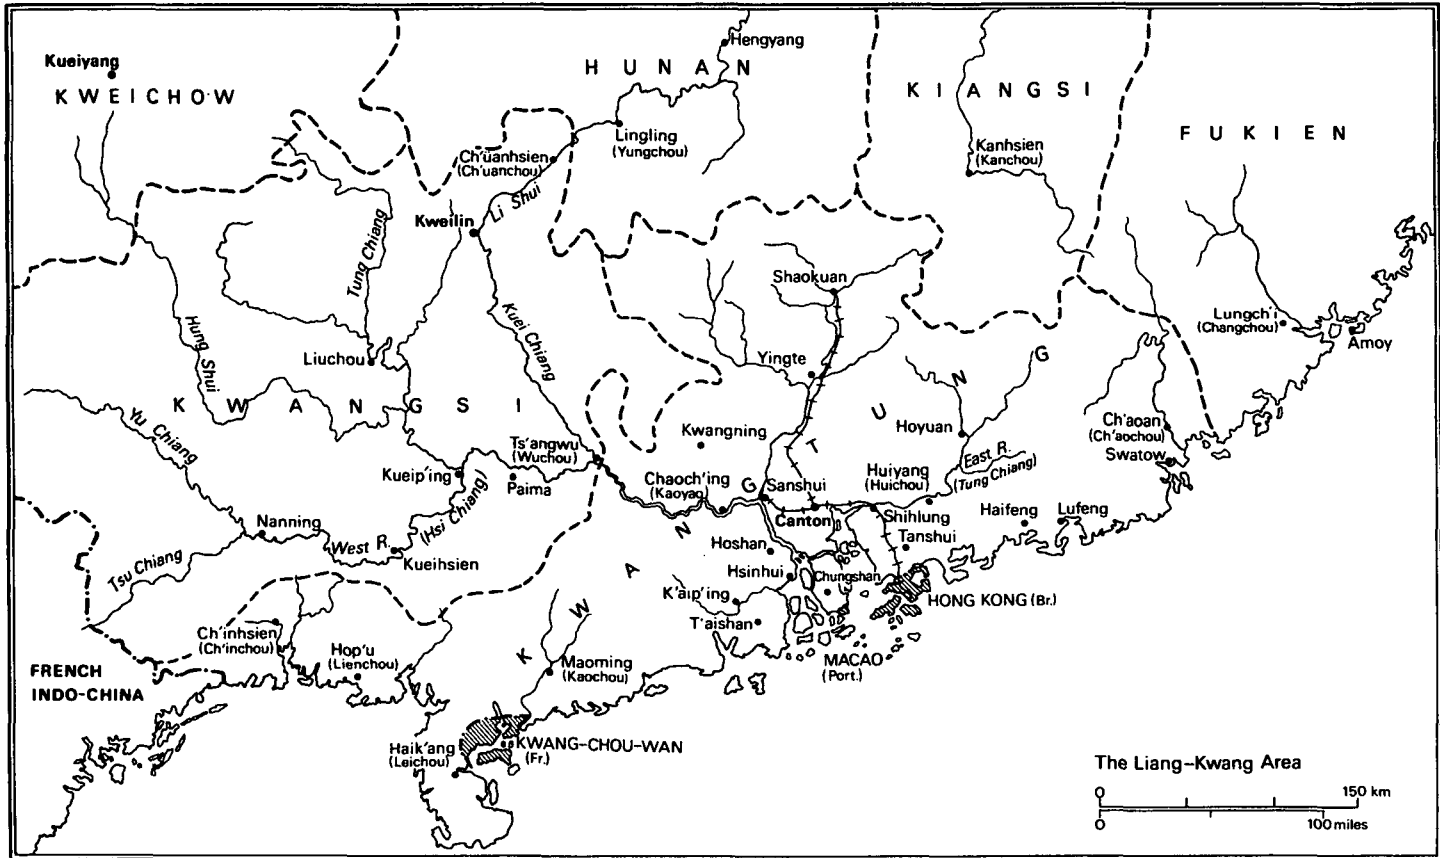 Kueiyang
KWEICHOW
HUNAN
Hengyang
KIANGSI
FUKIEN
Lingling
(Yungchou)
Kanhsien
(Kanchou)
Ch'üanhsien
(Ch'uanchou)
Li Shui
Kweilin
Tung Chiang
Shaokuan
Kuei Chiang
Hung Shui
Lungch'i
(Changchou)
Amoy
Liuchou
Yingte
KWANGSI
KWANGTUNG
Yu Chiang
Kwangning
Hoyuan
Ch'aoan
(Ch'aochou)
Swatow
Ts'angwu
(Wuchou)
East R.
(Tung Chiang)
Kueip'ing
Paima
Chaoch'ing
(Kaoyao)
Sanshui
Huiyang
(Huichou)
Canton
Shihlung
Haifeng
Lufeng
Nanning
West R.
(Hsi Chiang)
Kueihsien
Hoshan
Tanshui
Tsu Chiang
Hsinhui
Chungshan
K'aip'ing
HONG KONG (Br.)
T'aishan
Ch'inhsien
(Ch'inchou)
Hop'u
(Lienchou)
MACAO
(Port.)
Maoming
(Kaochou)
FRENCH
INDO-CHINA
Haik'ang
(Leichou)
KWANG-CHOU-WAN
(Fr.)
The Liang-Kwang Area
0 150 km
0 100 miles